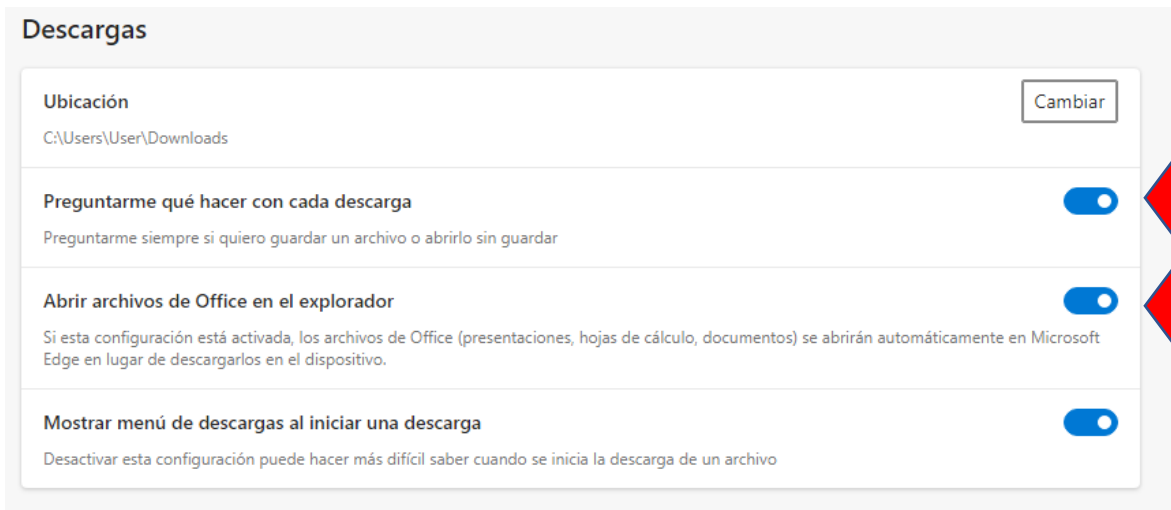 Descargas
Ubicación
Cambiar
C:\Users\User\Downloads
Preguntarme qué hacer con cada descarga
Preguntarme siempre si quiero guardar un archivo o abrirlo sin guardar
Abrir archivos de Office en el explorador
Si esta configuración está activada, los archivos de Office (presentaciones, hojas de cálculo, documentos) se abrirán automáticamente en Microsoft
Edge en lugar de descargarlos en el dispositivo.
Mostrar menú de descargas al iniciar una descarga
Desactivar esta configuración puede hacer más difícil saber cuando se inicia la descarga de un archivo